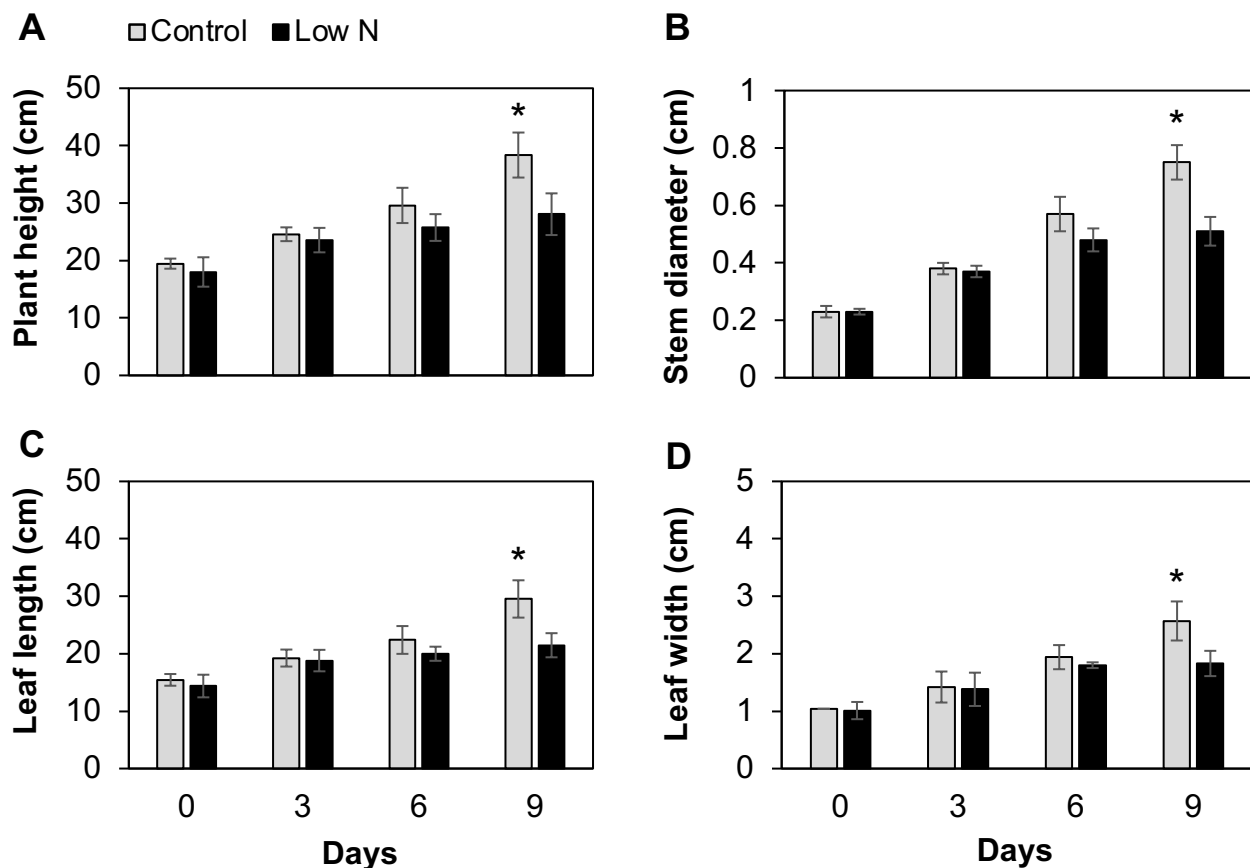 A
Control Low N
Plant height (cm)
50
40
30
20
10
0
*
B
Stem diameter (cm)
1
0.8
0.6
0.4
0.2
0
*
C
Leaf length (cm)
50
40
30
20
10
0
*
0 3 6 9
Days
D
Leaf width (cm)
5
4
3
2
1
0
*
0 3 6 9
Days